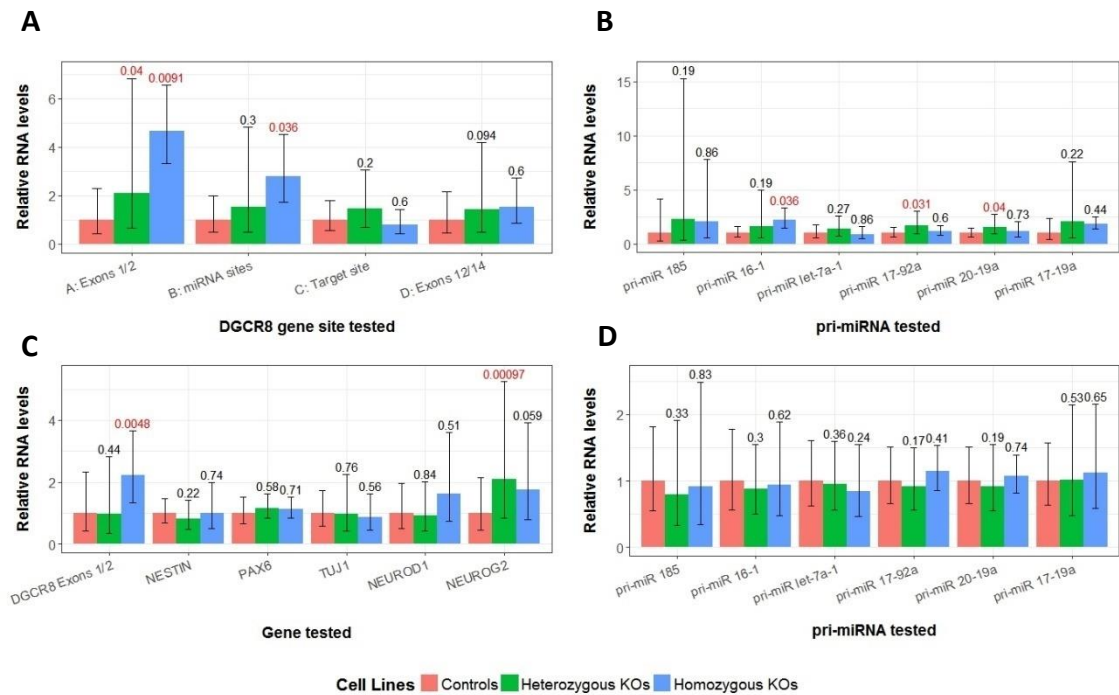 A
Relative RNA levels
6
4
2
0
0.04
0.0091
0.3
0.036
0.2
0.6
0.094
0.6
A: Exons 1/2
B: miRNA sites
C: Target site
D: Exons 12/14
DGCR8 gene site tested
B
Relative RNA levels
15
10
5
0
0.19
0.86
0.19
0.036
0.27
0.86
0.031
0.6
0.04
0.73
0.22
0.44
pri-miR 185
pri-miR 16-1
pri-miR let-7a-1
pri-miR 17-92a
pri-miR 20-19a
pri-miR 17-19a
pri-miRNA tested
C
Relative RNA levels
4
2
0
0.44
0.0048
0.22
0.74
0.58
0.71
0.76
0.56
0.84
0.51
0.00097
0.059
DGCR8 Exons 1/2
NESTIN
PAX6
TUJ1
NEUROD1
NEUROG2
Gene tested
D
Relative RNA levels
2
1
0
0.33
0.83
0.3
0.62
0.36
0.24
0.17
0.41
0.19
0.74
0.53
0.65
pri-miR 185
pri-miR 16-1
pri-miR let-7a-1
pri-miR 17-92a
pri-miR 20-19a
pri-miR 17-19a
pri-miRNA tested
Cell Lines Controls Heterozygous KOs Homozygous KOs